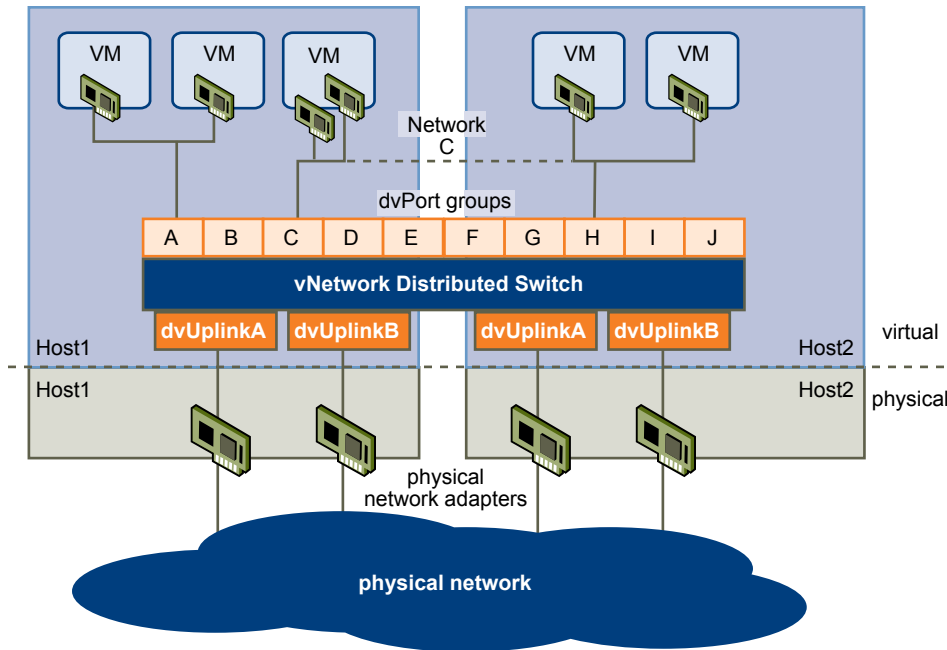 VM
VM
VM
VM
VM
Network
C
dvPort groups
A B C D E F G H I J
vNetwork Distributed Switch
dvUplinkA dvUplinkB dvUplinkA dvUplinkB
Host1
Host2
virtual
Host1
Host2
physical
physical
network adapters
physical network